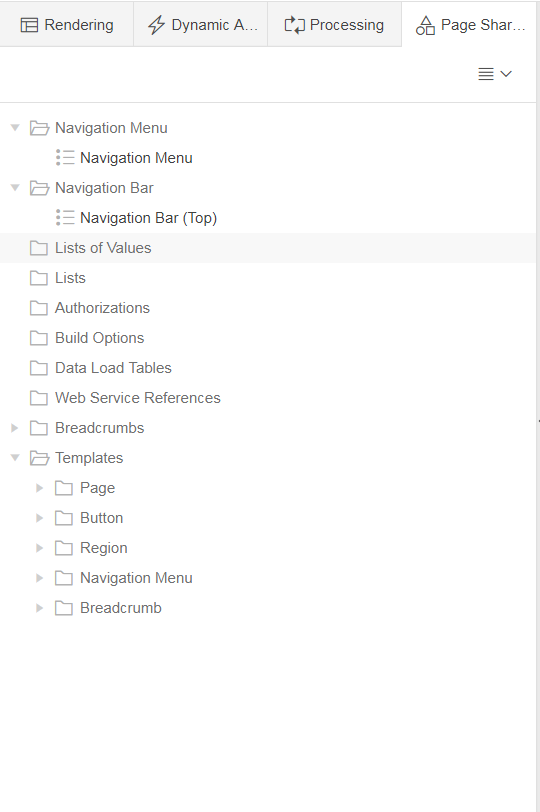 Rendering Dynamic A... Processing Page Shar...
Navigation Menu
Navigation Menu
Navigation Bar
Navigation Bar (Top)
Lists of Values
Lists
Authorizations
Build Options
Data Load Tables
Web Service References
Breadcrumbs
Templates
Page
Button
Region
Navigation Menu
Breadcrumb